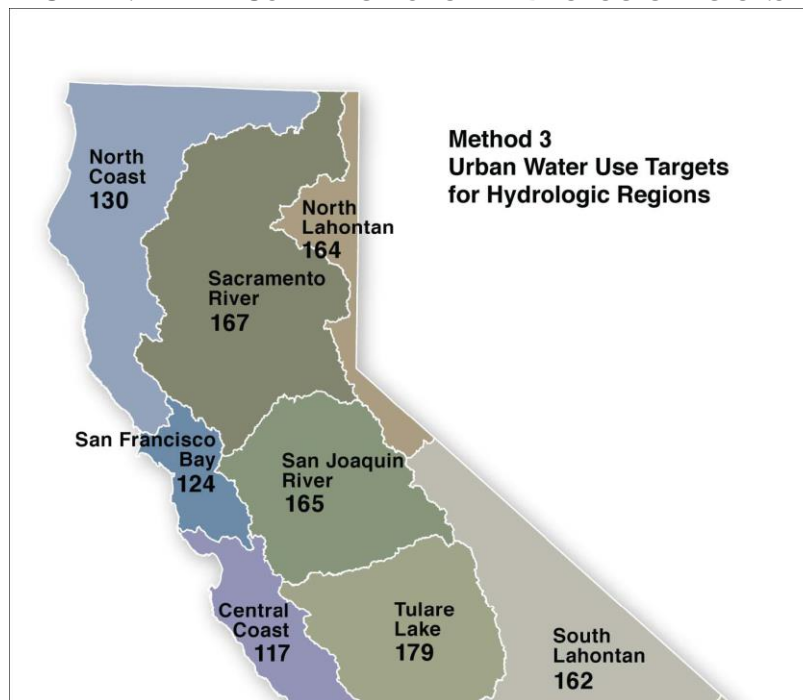 Method 3
Urban Water Use Targets
for Hydrologic Regions
North
Coast
130
North
Lahontan
164
Sacramento
River
167
San Francisco
Bay
124
San Joaquin
River
165
Central
Coast
117
Tulare
Lake
179
South
Lahontan
162